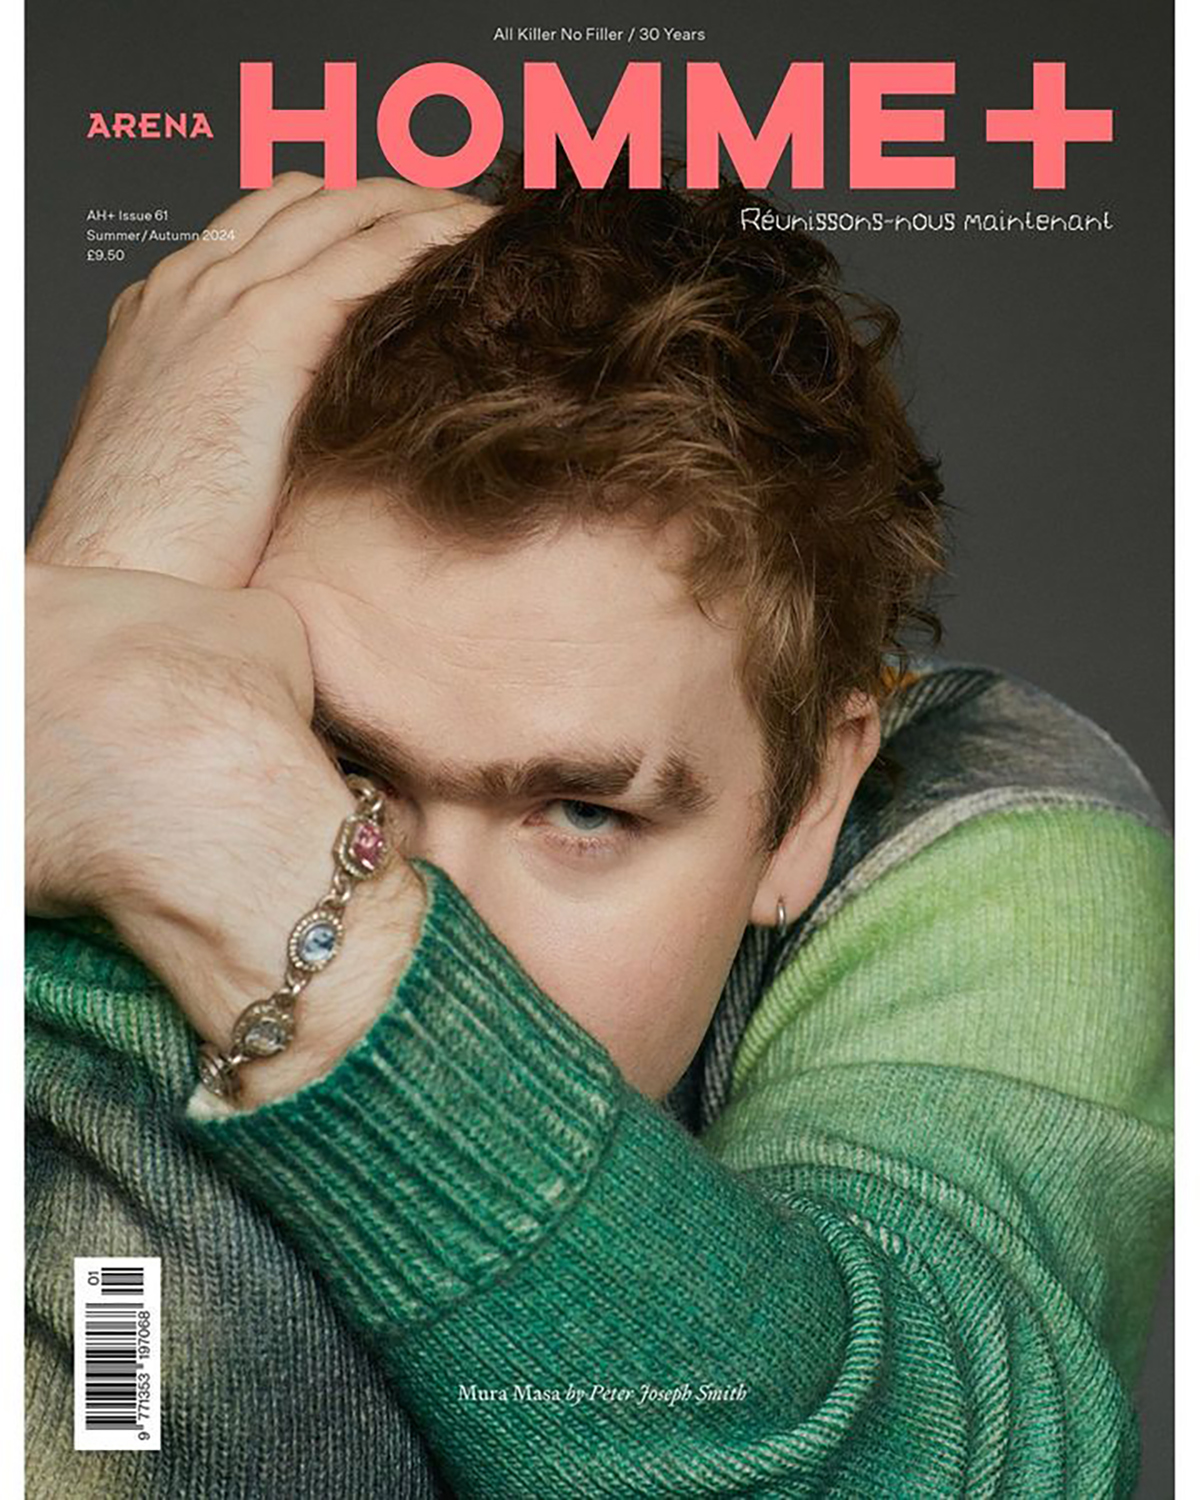 All Killer No Filler / 30 Years
ARENA HOMME+
AH+ Issue 61
Summer/Autumn 2024
£9.50
Réunissons-nous maintenant
01
9 771353 197068
Mura Masa by Peter Joseph Smith